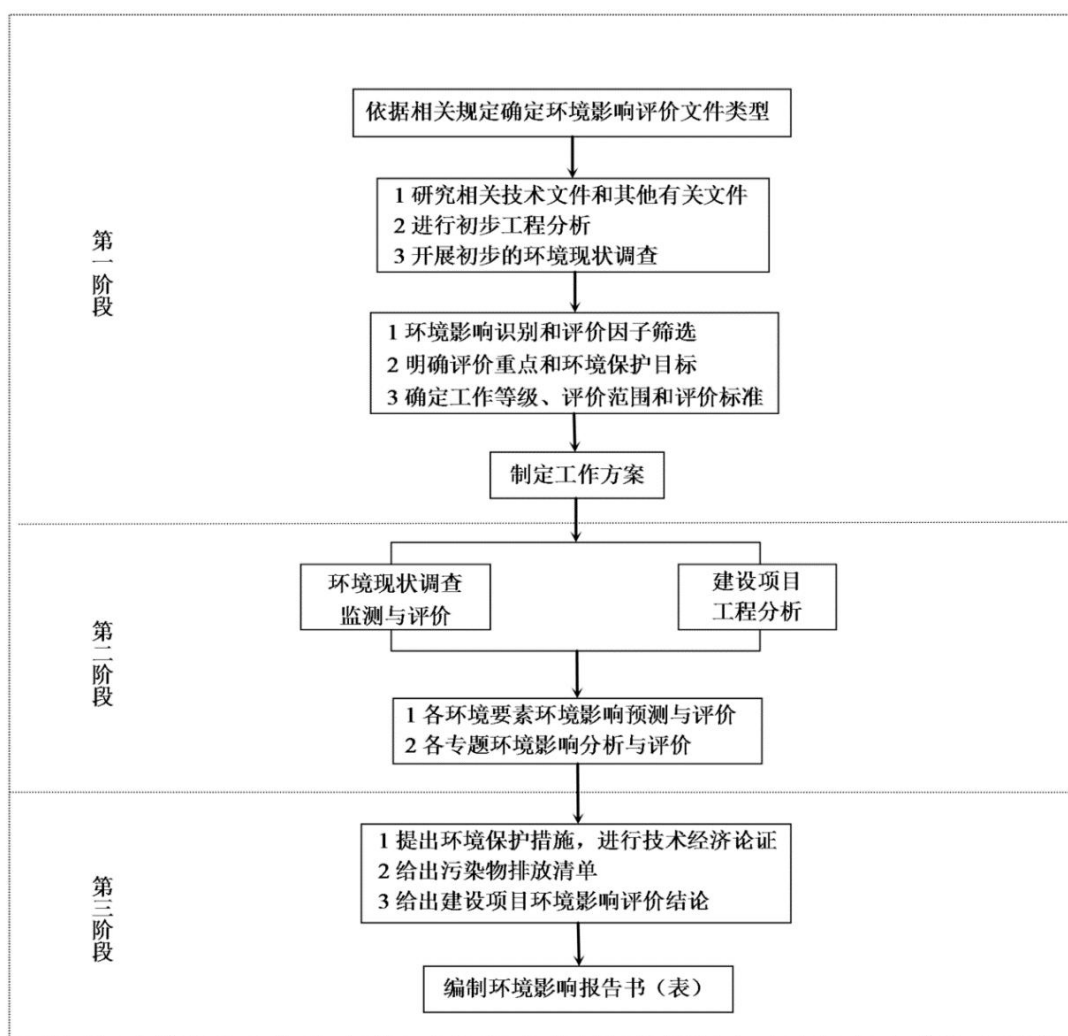 第一阶段
依据相关规定确定环境影响评价文件类型
1 研究相关技术文件和其他有关文件
2 进行初步工程分析
3 开展初步的环境现状调查
1 环境影响识别和评价因子筛选
2 明确评价重点和环境保护目标
3 确定工作等级、评价范围和评价标准
制定工作方案
第二阶段
环境现状调查
监测与评价
建设项目
工程分析
1 各环境要素环境影响预测与评价
2 各专题环境影响分析与评价
第三阶段
1 提出环境保护措施，进行技术经济论证
2 给出污染物排放清单
3 给出建设项目环境影响评价结论
编制环境影响报告书（表）